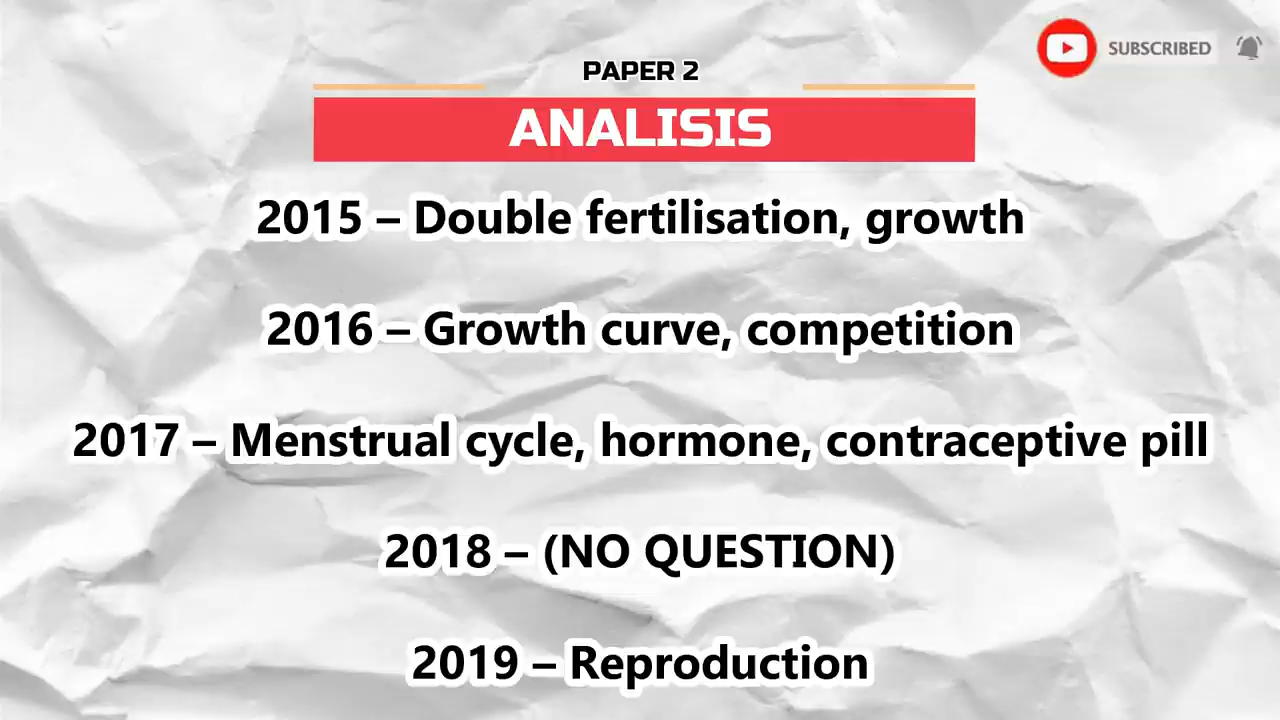 SUBSCRIBED
PAPER 2
ANALISIS
2015 – Double fertilisation, growth
2016 – Growth curve, competition
2017 – Menstrual cycle, hormone, contraceptive pill
2018 – (NO QUESTION)
2019 – Reproduction